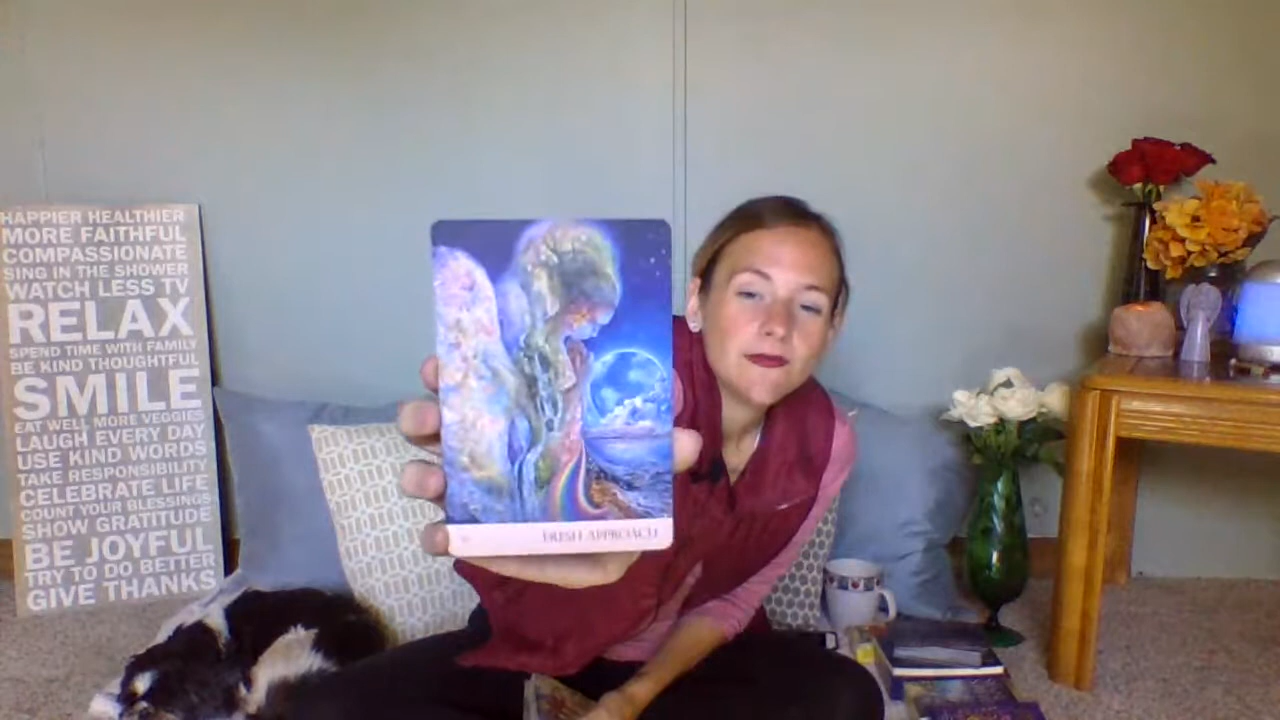 HAPPIER HEALTHIER
MORE FAITHFUL
COMPASSIONATE
SING IN THE SHOWER
WATCH LESS TV
RELAX
SPEND TIME WITH FAMILY
BE KIND THOUGHTFUL
SMILE
EAT WELL MORE VEGGIES
LAUGH EVERY DAY
USE KIND WORDS
TAKE RESPONSIBILITY
CELEBRATE LIFE
COUNT YOUR BLESSINGS
SHOW GRATITUDE
BE JOYFUL
TRY TO DO BETTER
GIVE THANKS
FRESH APPROACH